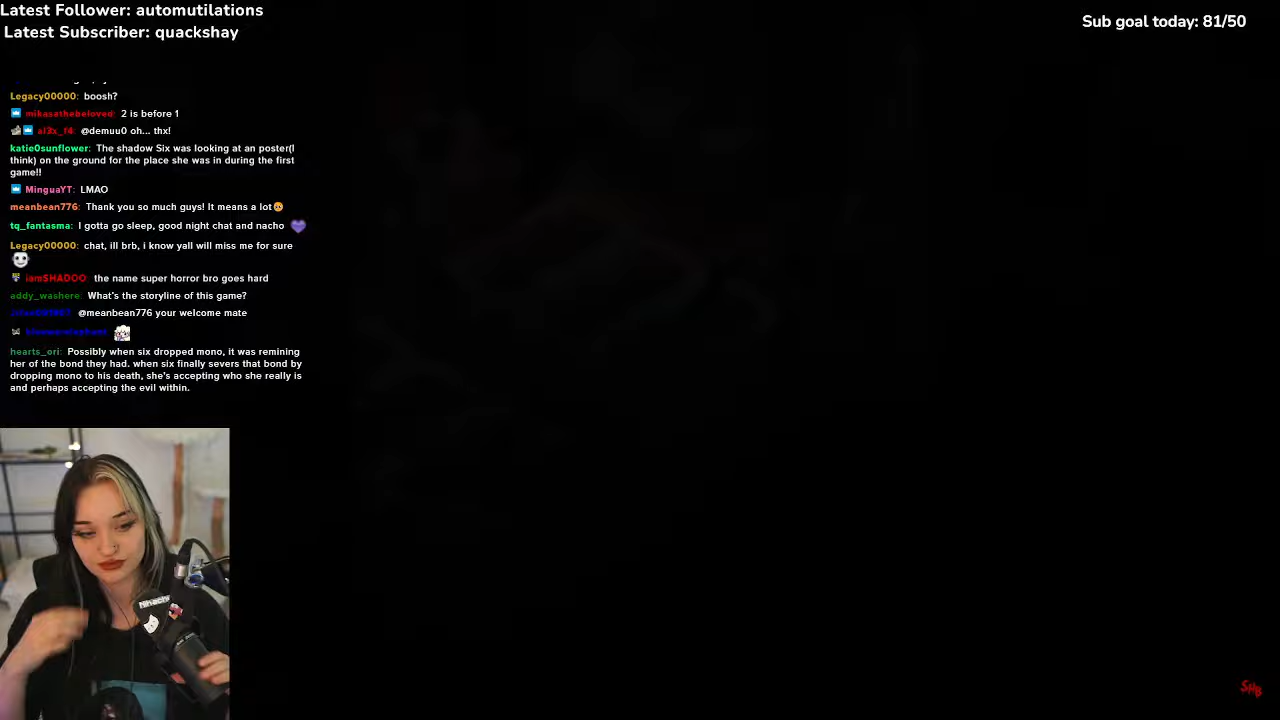 Latest Follower: automutilations
Latest Subscriber: quackshay
Sub goal today: 81/50
Legacy00000: boosh?
mikasathebeloved: 2 is before 1
al3x_f4: @demuu0 oh... thx!
katie0sunflower: The shadow Six was looking at an poster(I
think) on the ground for the place she was in during the first
game!!
MinguaYT: LMAO
meanbean776: Thank you so much guys! It means a lot
tq_fantasma: I gotta go sleep, good night chat and nacho
Legacy00000: chat, ill brb, i know yall will miss me for sure
iamSHADOO the name super horror bro goes hard
addy_washere: What's the storyline of this game?
@meanbean776 your welcome mate
hearts_ori: Possibly when six dropped mono, it was remining
her of the bond they had. when six finally severs that bond by
dropping mono to his death, she's accepting who she really is
and perhaps accepting the evil within.
SHB